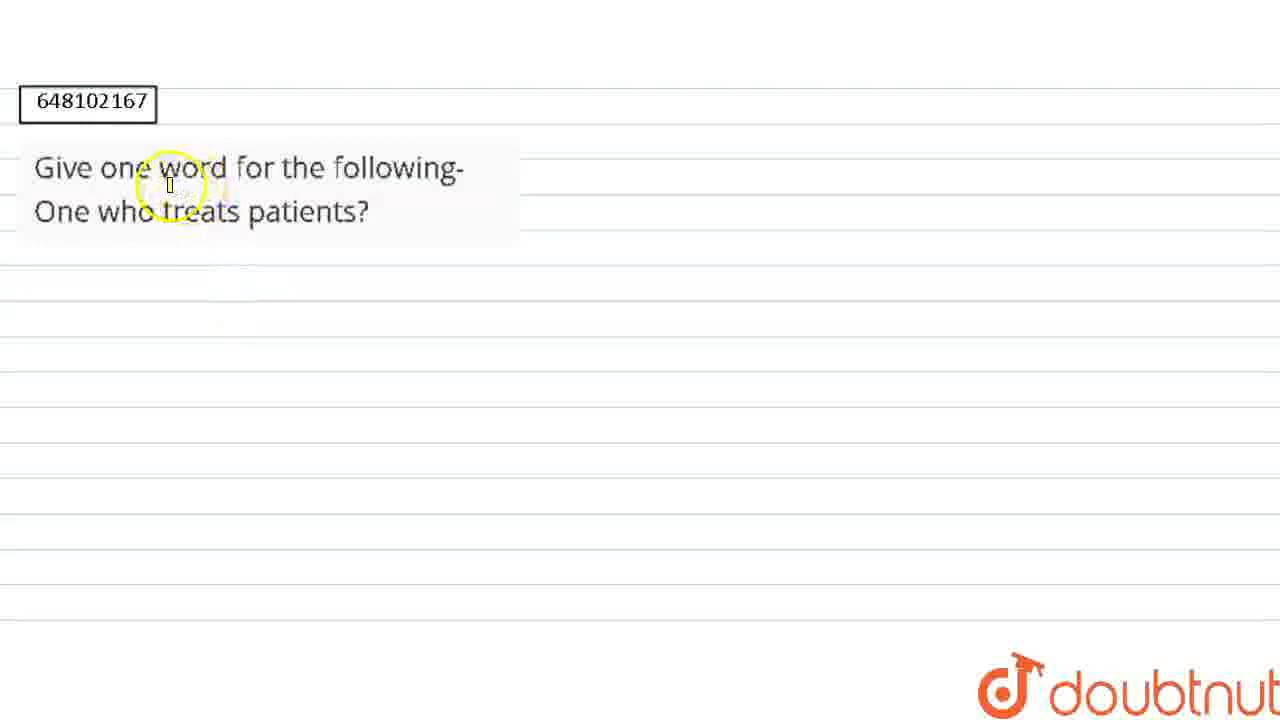 648102167
Give one word for the following-
One who treats patients?
doubtnut